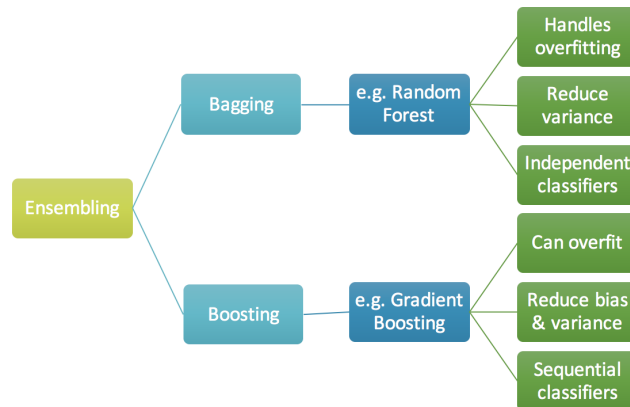 Ensembling
Bagging
e.g. Random
Forest
Handles
overfitting
Reduce
variance
Independent
classifiers
Boosting
e.g. Gradient
Boosting
Can overfit
Reduce bias
& variance
Sequential
classifiers